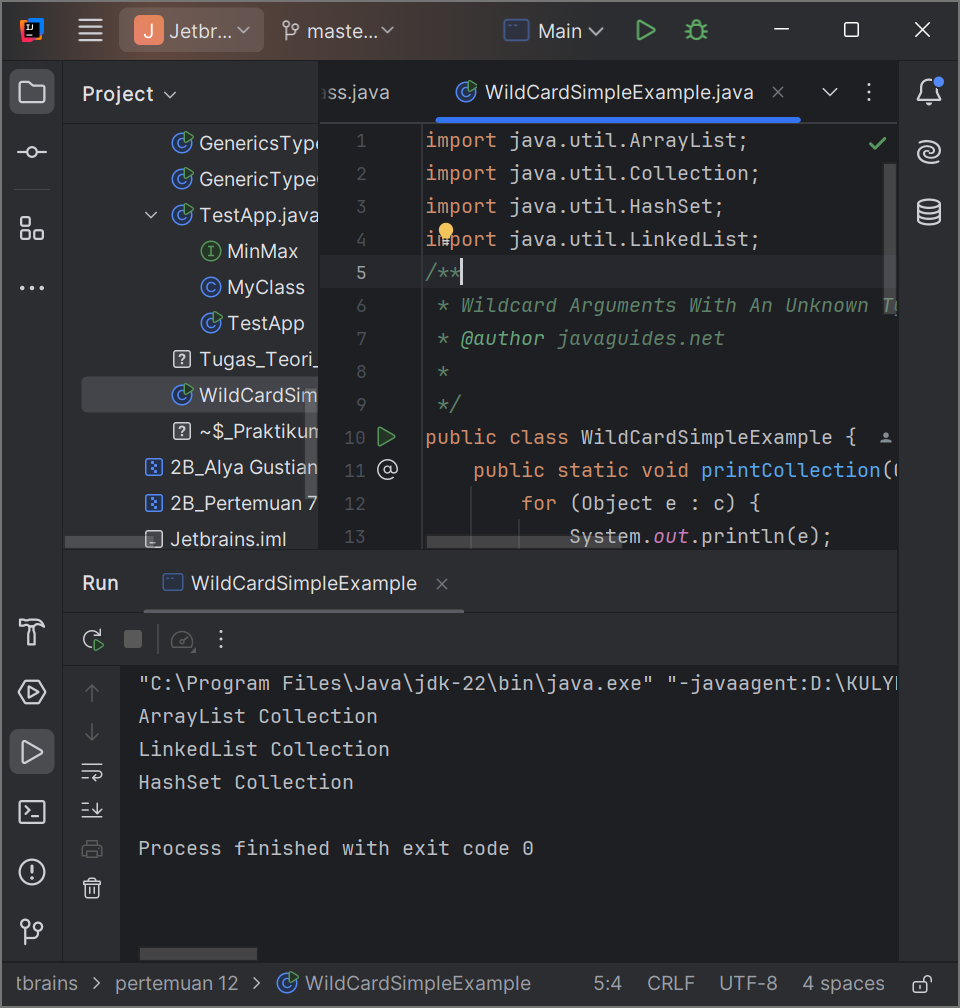 J Jetbr... maste... Main
Project
ss.java WildCardSimpleExample.java
GenericsType
GenericType
TestApp.java
MinMax
MyClass
TestApp
Tugas_Teori_
WildCardSim
~$_Praktikum
2B_Alya Gustian
2B_Pertemuan 7
Jetbrains.iml
1 import java.util.ArrayList;
2 import java.util.Collection;
3 import java.util.HashSet;
4 import java.util.LinkedList;
5 /**
6 * Wildcard Arguments With An Unknown Ty
7 * @author javaguides.net
8 *
9 */
10 public class WildCardSimpleExample {
11 @ public static void printCollection(
12 for (Object e : c) {
13 System.out.println(e);
Run WildCardSimpleExample
"C:\Program Files\Java\jdk-22\bin\java.exe" "-javaagent:D:\KULYI
ArrayList Collection
LinkedList Collection
HashSet Collection
Process finished with exit code 0
tbrains > pertemuan 12 > WildCardSimpleExample 5:4 CRLF UTF-8 4 spaces